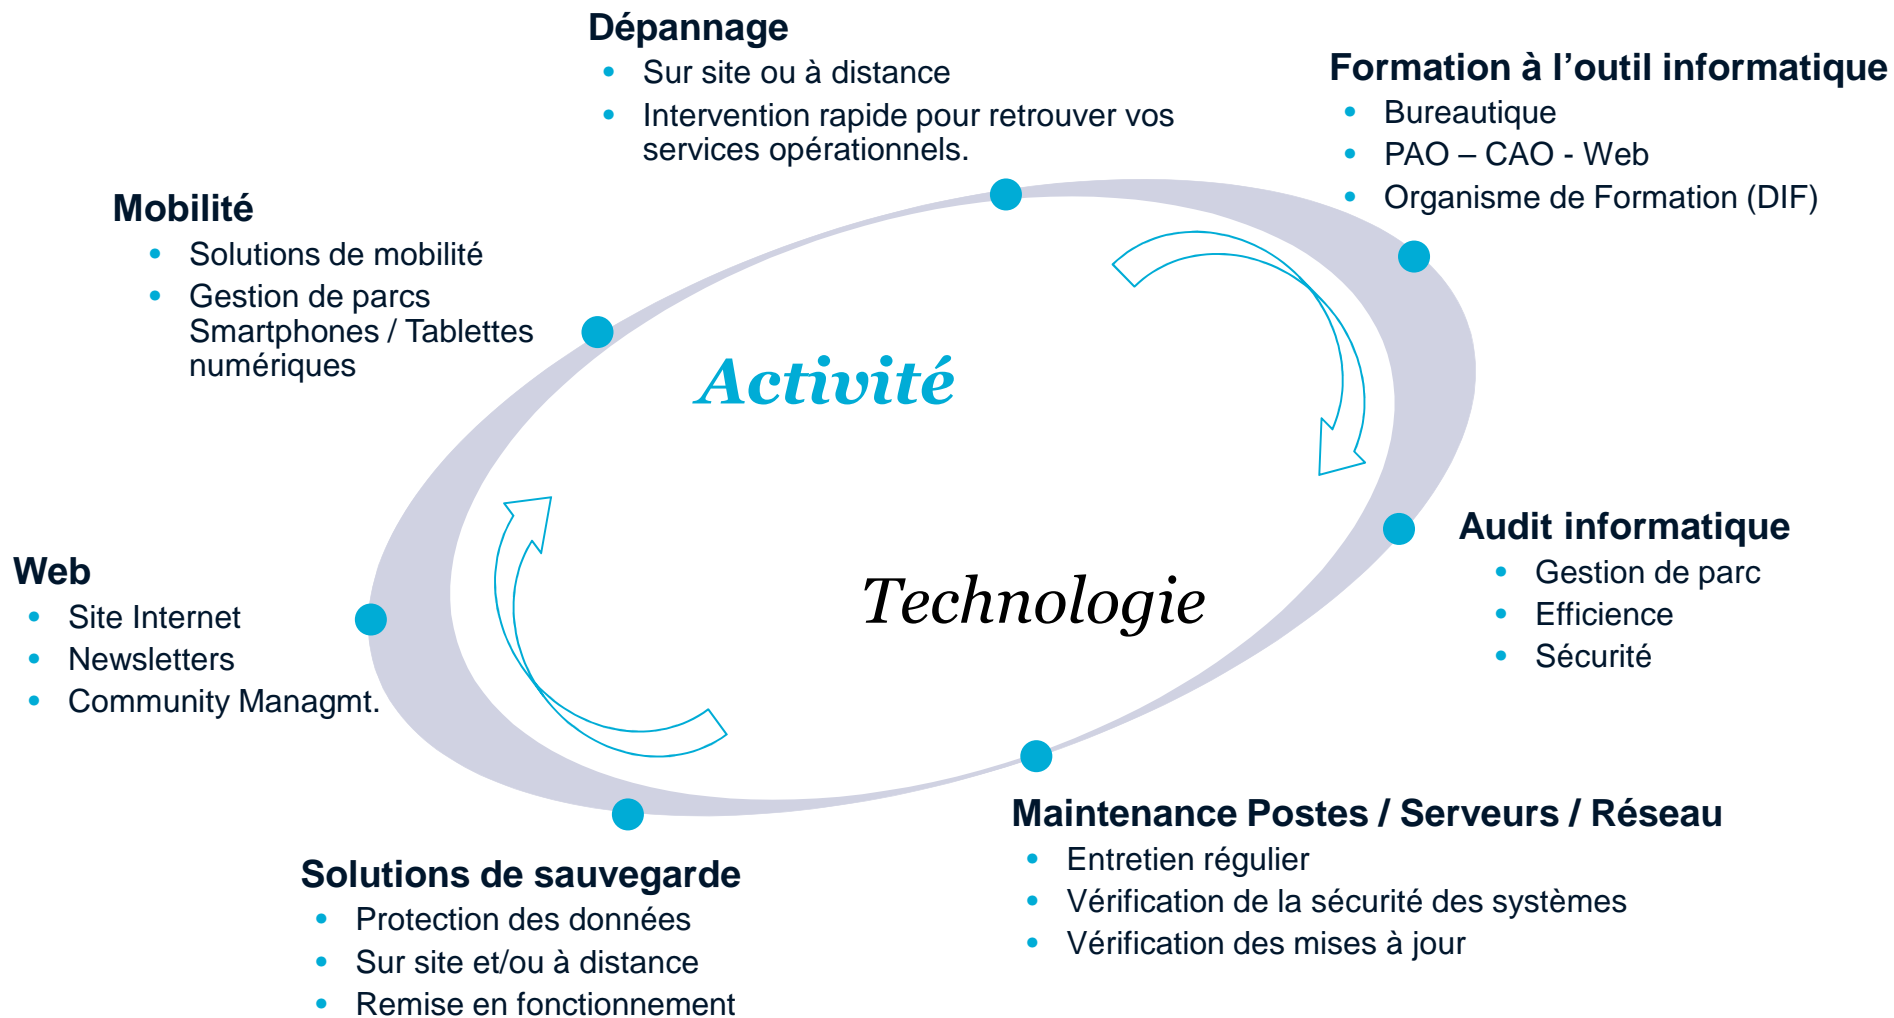 Dépannage
• Sur site ou à distance
• Intervention rapide pour retrouver vos
services opérationnels.
Formation à l’outil informatique
• Bureautique
• PAO – CAO - Web
• Organisme de Formation (DIF)
Mobilité
• Solutions de mobilité
• Gestion de parcs
Smartphones / Tablettes
numériques
Activité
Technologie
Audit informatique
• Gestion de parc
• Efficience
• Sécurité
Web
• Site Internet
• Newsletters
• Community Managmt.
Maintenance Postes / Serveurs / Réseau
• Entretien régulier
• Vérification de la sécurité des systèmes
• Vérification des mises à jour
Solutions de sauvegarde
• Protection des données
• Sur site et/ou à distance
• Remise en fonctionnement